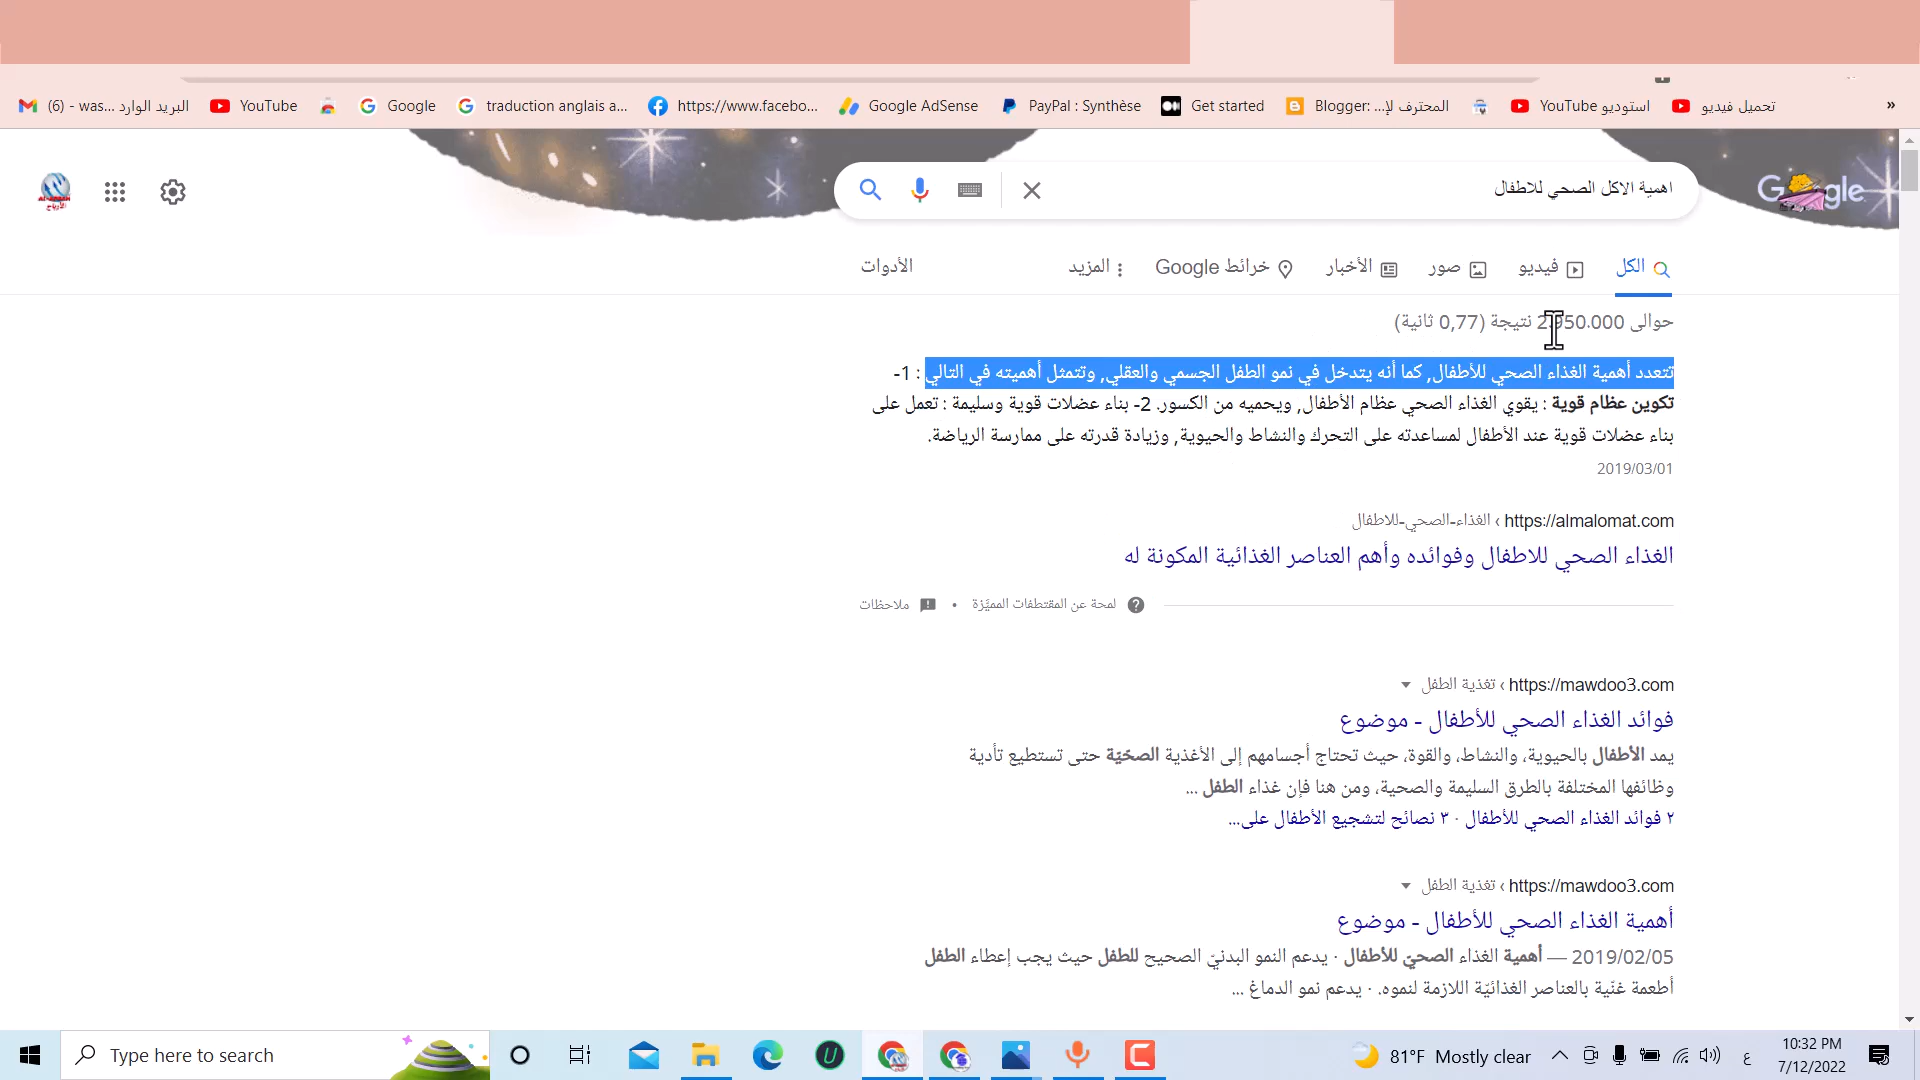 البريد الوارد ...was - (6)
YouTube
Google
traduction anglais a...
https://www.facebo...
Google AdSense
PayPal : Synthèse
Get started
Blogger: ...المحترف لإ
YouTube استوديو
تحميل فيديو
»
اهمية الاكل الصحي للاطفال
الكل
فيديو
صور
الأخبار
خرائط Google
المزيد
الأدوات
حوالى 2.950.000 نتيجة (0,77 ثانية)
تتعدد أهمية الغذاء الصحي للأطفال, كما أنه يتدخل في نمو الطفل الجسمي والعقلي, وتتمثل أهميته في التالي : 1-
تكوين عظام قوية : يقوي الغذاء الصحي عظام الأطفال, ويحميه من الكسور. 2- بناء عضلات قوية وسليمة : تعمل على
بناء عضلات قوية عند الأطفال لمساعدته على التحرك والنشاط والحيوية, وزيادة قدرته على ممارسة الرياضة.
2019/03/01
https://almalomat.com › الغذاء-الصحي-للاطفال
الغذاء الصحي للاطفال وفوائده وأهم العناصر الغذائية المكونة له
لمحة عن المقتطفات المميَّزة • ملاحظات
https://mawdoo3.com › تغذية الطفل
فوائد الغذاء الصحي للأطفال - موضوع
يمد الأطفال بالحيوية، والنشاط، والقوة، حيث تحتاج أجسامهم إلى الأغذية الصحّيّة حتى تستطيع تأدية
وظائفها المختلفة بالطرق السليمة والصحية، ومن هنا فإن غذاء الطفل ...
٢ فوائد الغذاء الصحي للأطفال · ٣ نصائح لتشجيع الأطفال على...
https://mawdoo3.com › تغذية الطفل
أهمية الغذاء الصحي للأطفال - موضوع
2019/02/05 — أهمية الغذاء الصحيّ للأطفال · يدعم النمو البدنيّ الصحيح للطفل حيث يجب إعطاء الطفل
أطعمة غنّية بالعناصر الغذائيّة اللازمة لنموه. · يدعم نمو الدماغ ...
Type here to search
81°F Mostly clear
ع
10:32 PM
7/12/2022